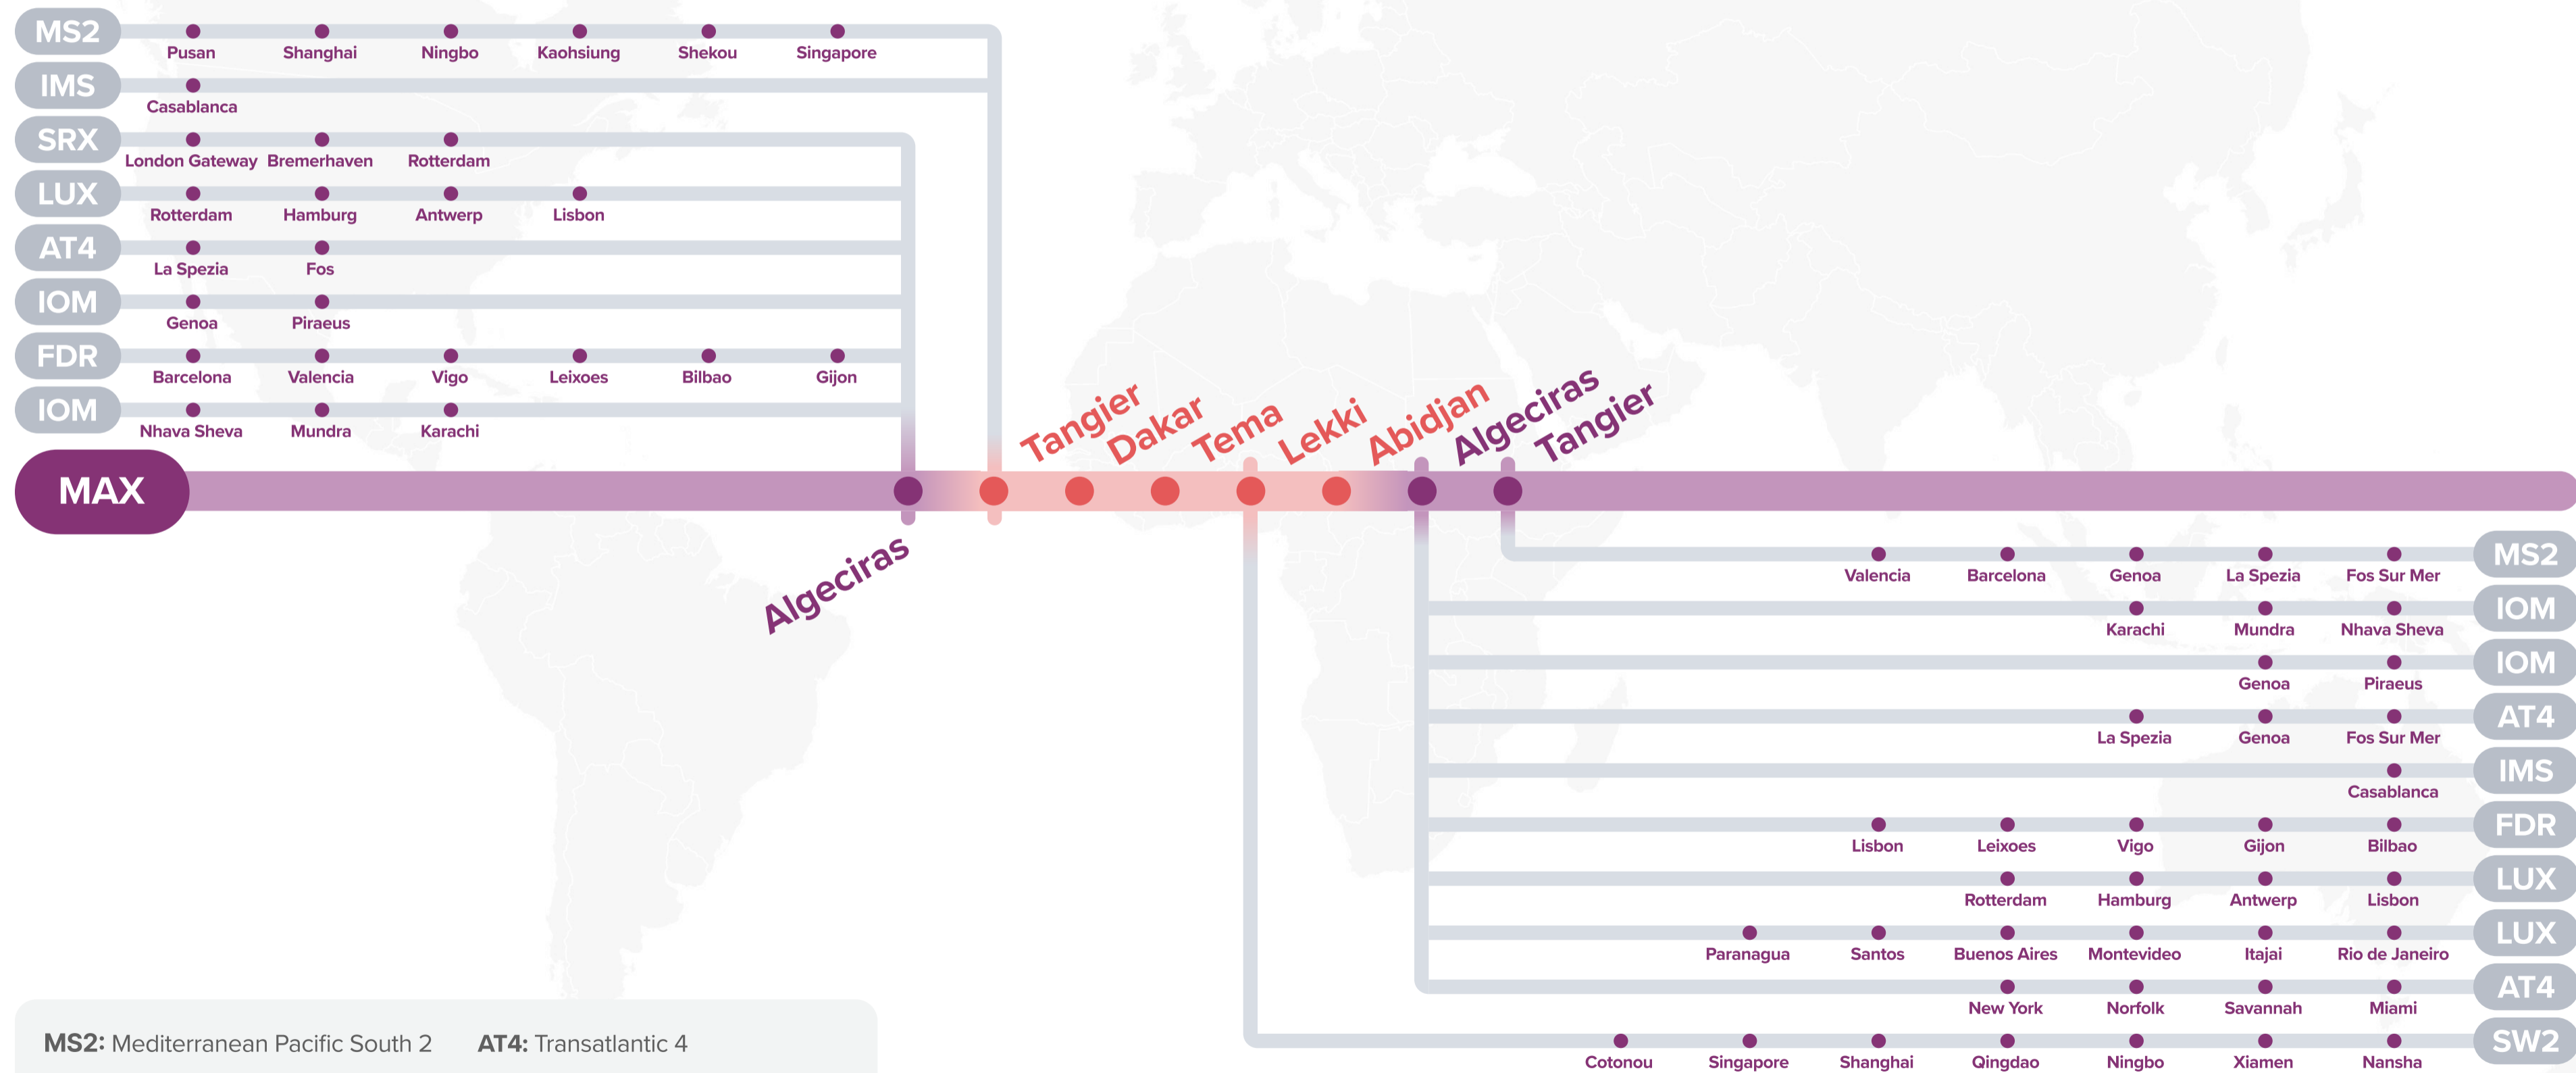 MS2 Pusan Shanghai Ningbo Kaohsiung Shekou Singapore
IMS Casablanca
SRX London Gateway Bremerhaven Rotterdam
LUX Rotterdam Hamburg Antwerp Lisbon
AT4 La Spezia Fos
IOM Genoa Piraeus
FDR Barcelona Valencia Vigo Leixoes Bilbao Gijon
IOM Nhava Sheva Mundra Karachi
MAX
Algeciras
Tangier
Dakar
Tema
Lekki
Abidjan
Algeciras
Tangier
Valencia Barcelona Genoa La Spezia Fos Sur Mer MS2
Karachi Mundra Nhava Sheva IOM
Genoa Piraeus IOM
La Spezia Genoa Fos Sur Mer AT4
Casablanca IMS
Lisbon Leixoes Vigo Gijon Bilbao FDR
Rotterdam Hamburg Antwerp Lisbon LUX
Paranagua Santos Buenos Aires Montevideo Itajai Rio de Janeiro LUX
New York Norfolk Savannah Miami AT4
Cotonou Singapore Shanghai Qingdao Ningbo Xiamen Nansha SW2
MS2: Mediterranean Pacific South 2 AT4: Transatlantic 4